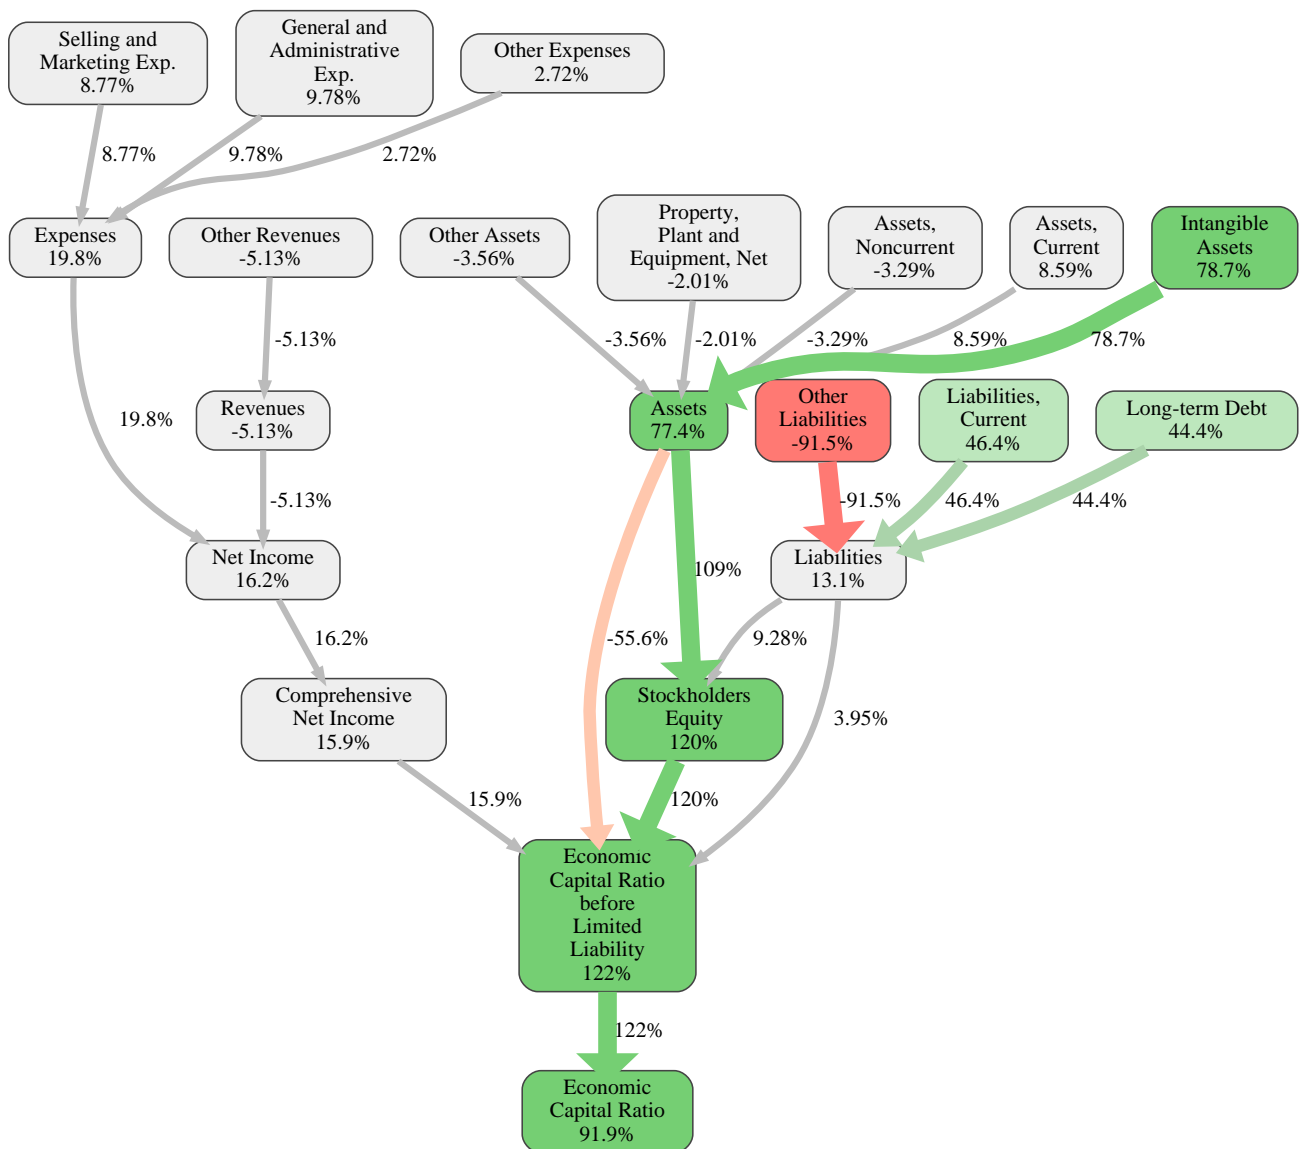 Selling and
Marketing Exp.
8.77%
General and
Administrative
Exp.
9.78%
Other Expenses
2.72%
8.77%
9.78%
2.72%
Expenses
19.8%
Other Revenues
-5.13%
Other Assets
-3.56%
Property,
Plant and
Equipment, Net
-2.01%
Assets,
Noncurrent
-3.29%
Assets,
Current
8.59%
Intangible
Assets
78.7%
-5.13%
-3.56%
-2.01%
-3.29%
8.59%
78.7%
19.8%
Revenues
-5.13%
Assets
77.4%
Other
Liabilities
-91.5%
Liabilities,
Current
46.4%
Long-term Debt
44.4%
-5.13%
-91.5%
46.4%
44.4%
Net Income
16.2%
109%
Liabilities
13.1%
16.2%
-55.6%
9.28%
Comprehensive
Net Income
15.9%
Stockholders
Equity
120%
3.95%
15.9%
120%
Economic
Capital Ratio
before
Limited
Liability
122%
122%
Economic
Capital Ratio
91.9%